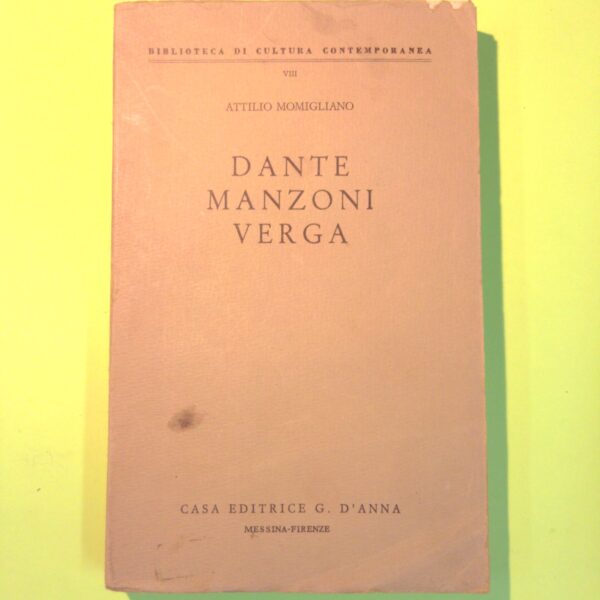 BIBLIOTECA DI CULTURA CONTEMPORANEA
VIII
ATTILIO MOMIGLIANO
DANTE
MANZONI
VERGA
CASA EDITRICE G. D'ANNA
MESSINA-FIRENZE